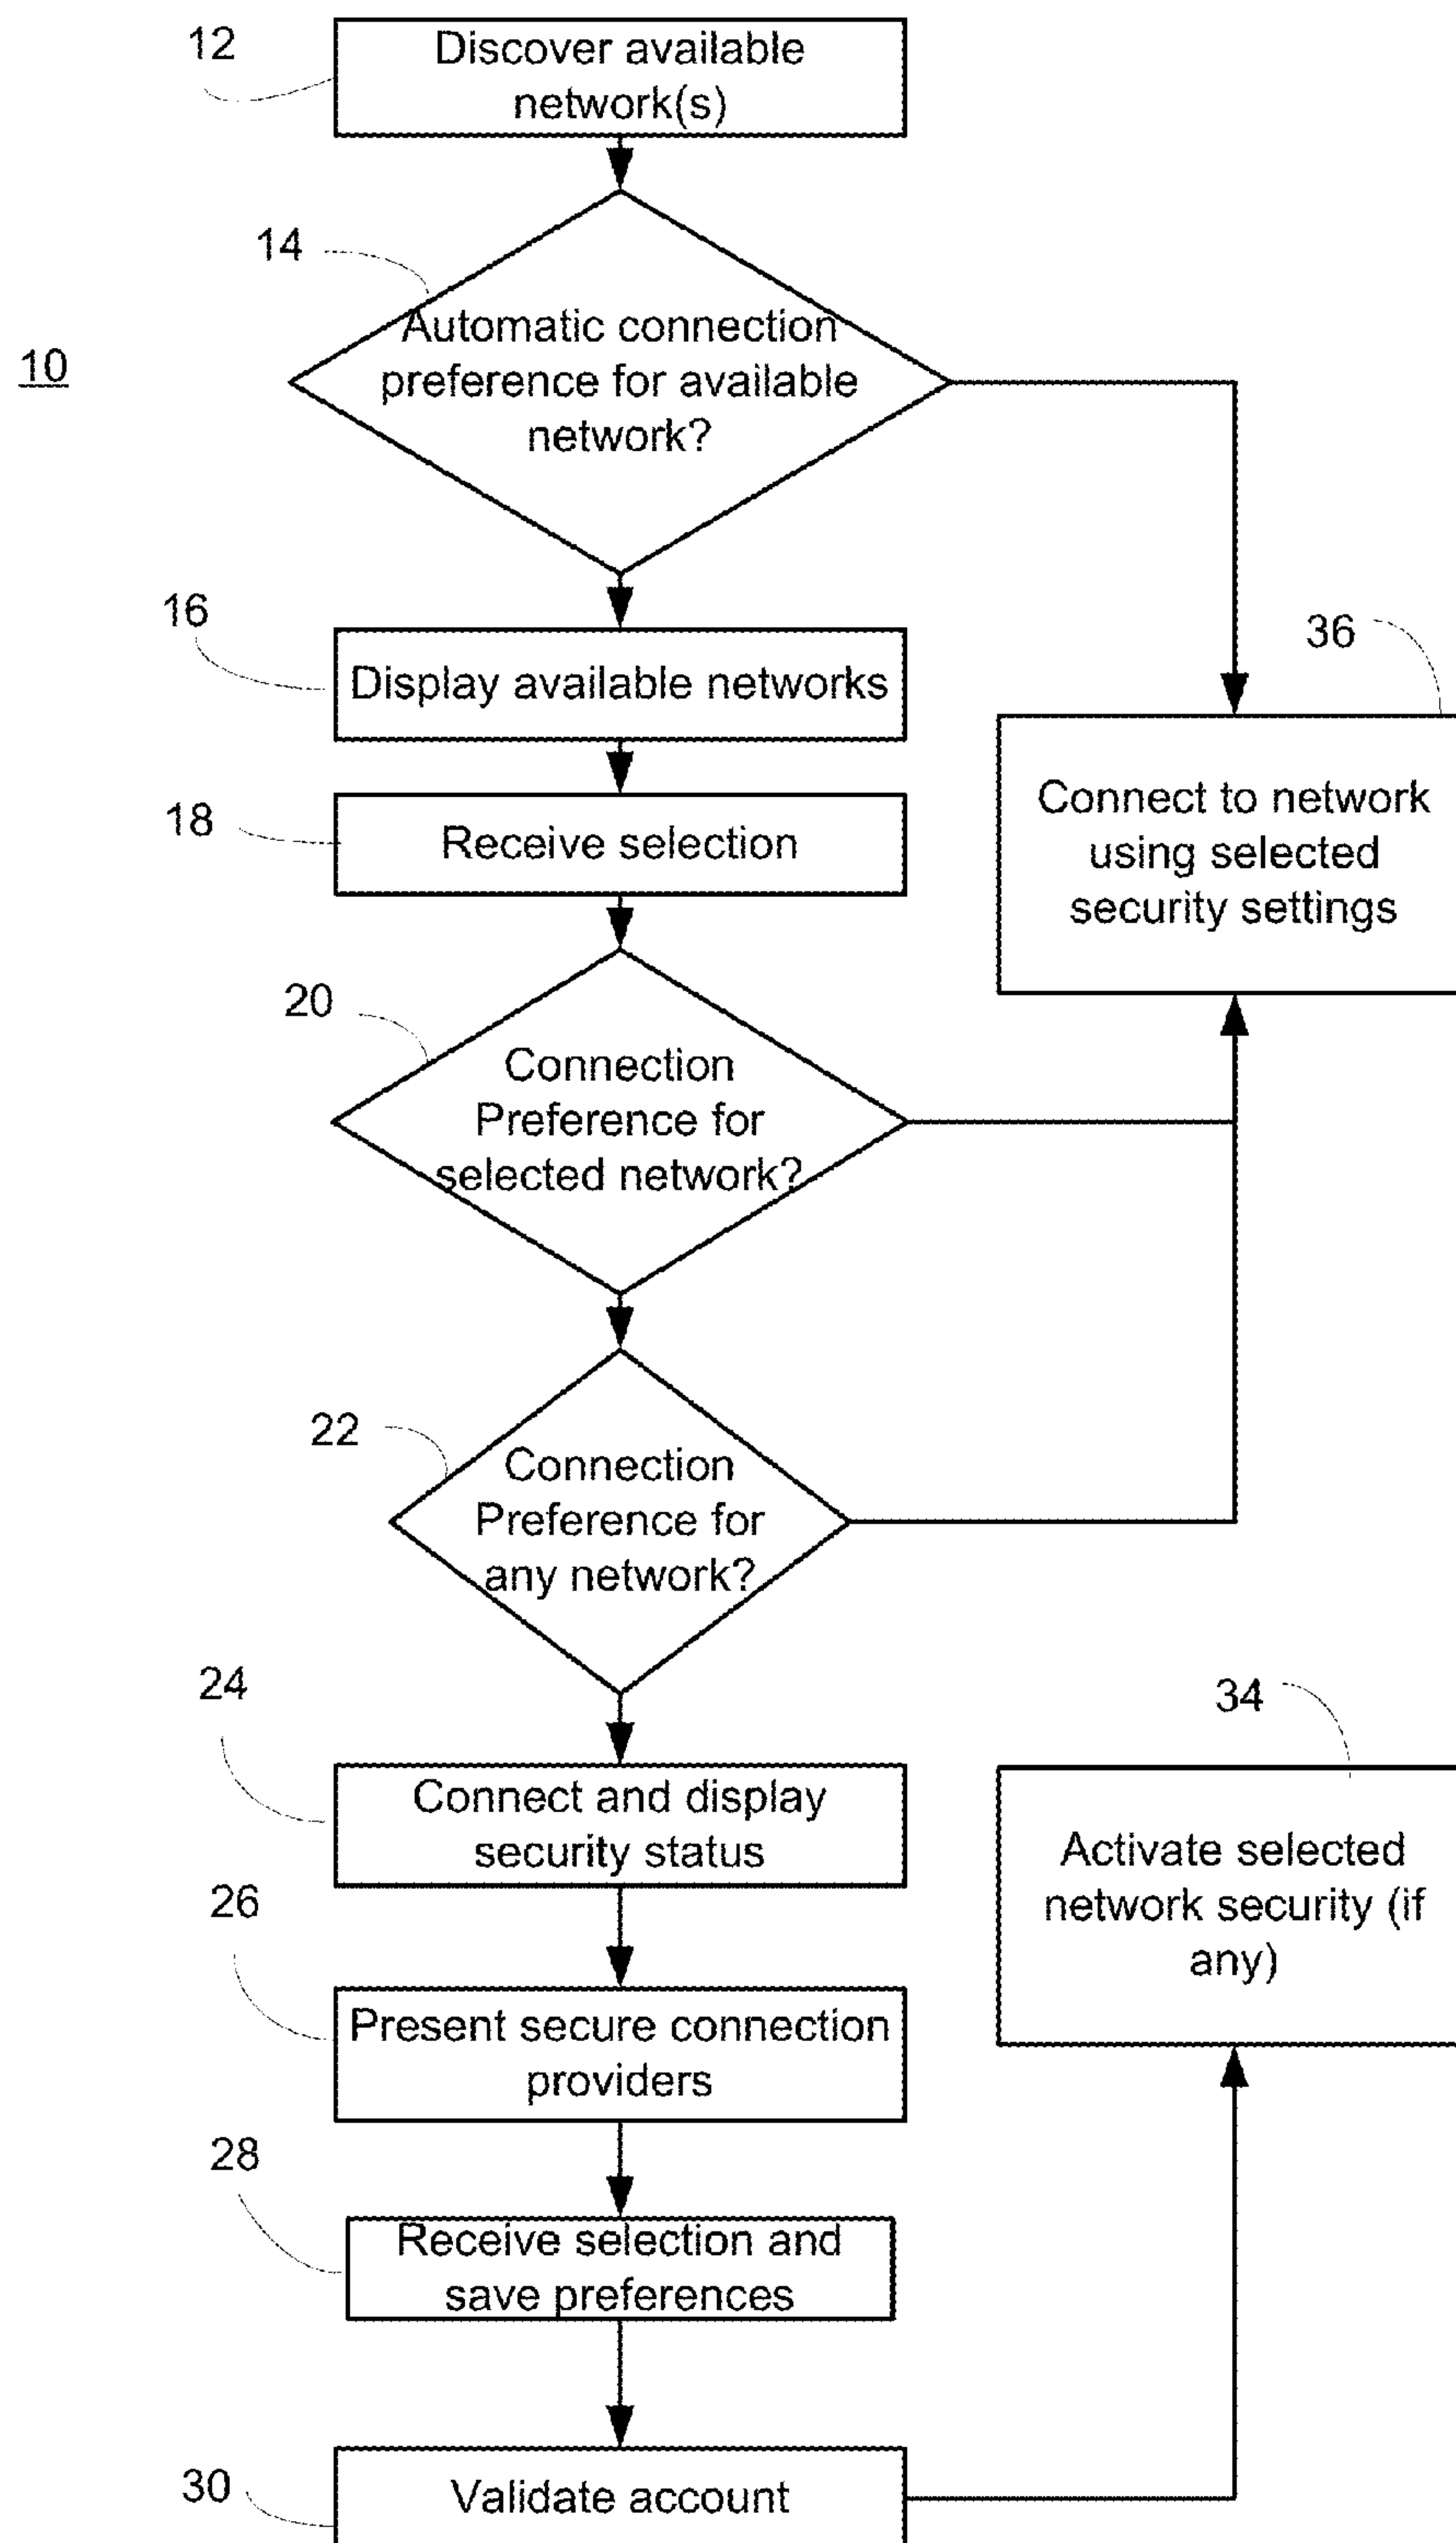 12
Discover available
network(s)
14
Automatic connection
preference for available
network?
10
16
Display available networks
36
Connect to network
using selected
security settings
18
Receive selection
20
Connection
Preference for
selected network?
22
Connection
Preference for
any network?
24
Connect and display
security status
34
Activate selected
network security (if
any)
26
Present secure connection
providers
28
Receive selection and
save preferences
30
Validate account